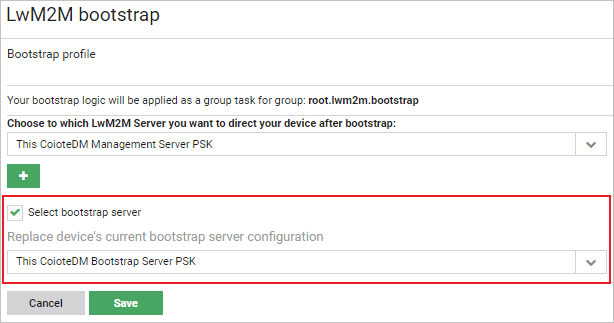 LwM2M bootstrap
Bootstrap profile
Your bootstrap logic will be applied as a group task for group: root.lwm2m.bootstrap
Choose to which LwM2M Server you want to direct your device after bootstrap:
This CoioteDM Management Server PSK
+
Select bootstrap server
Replace device's current bootstrap server configuration
This CoioteDM Bootstrap Server PSK
Cancel Save